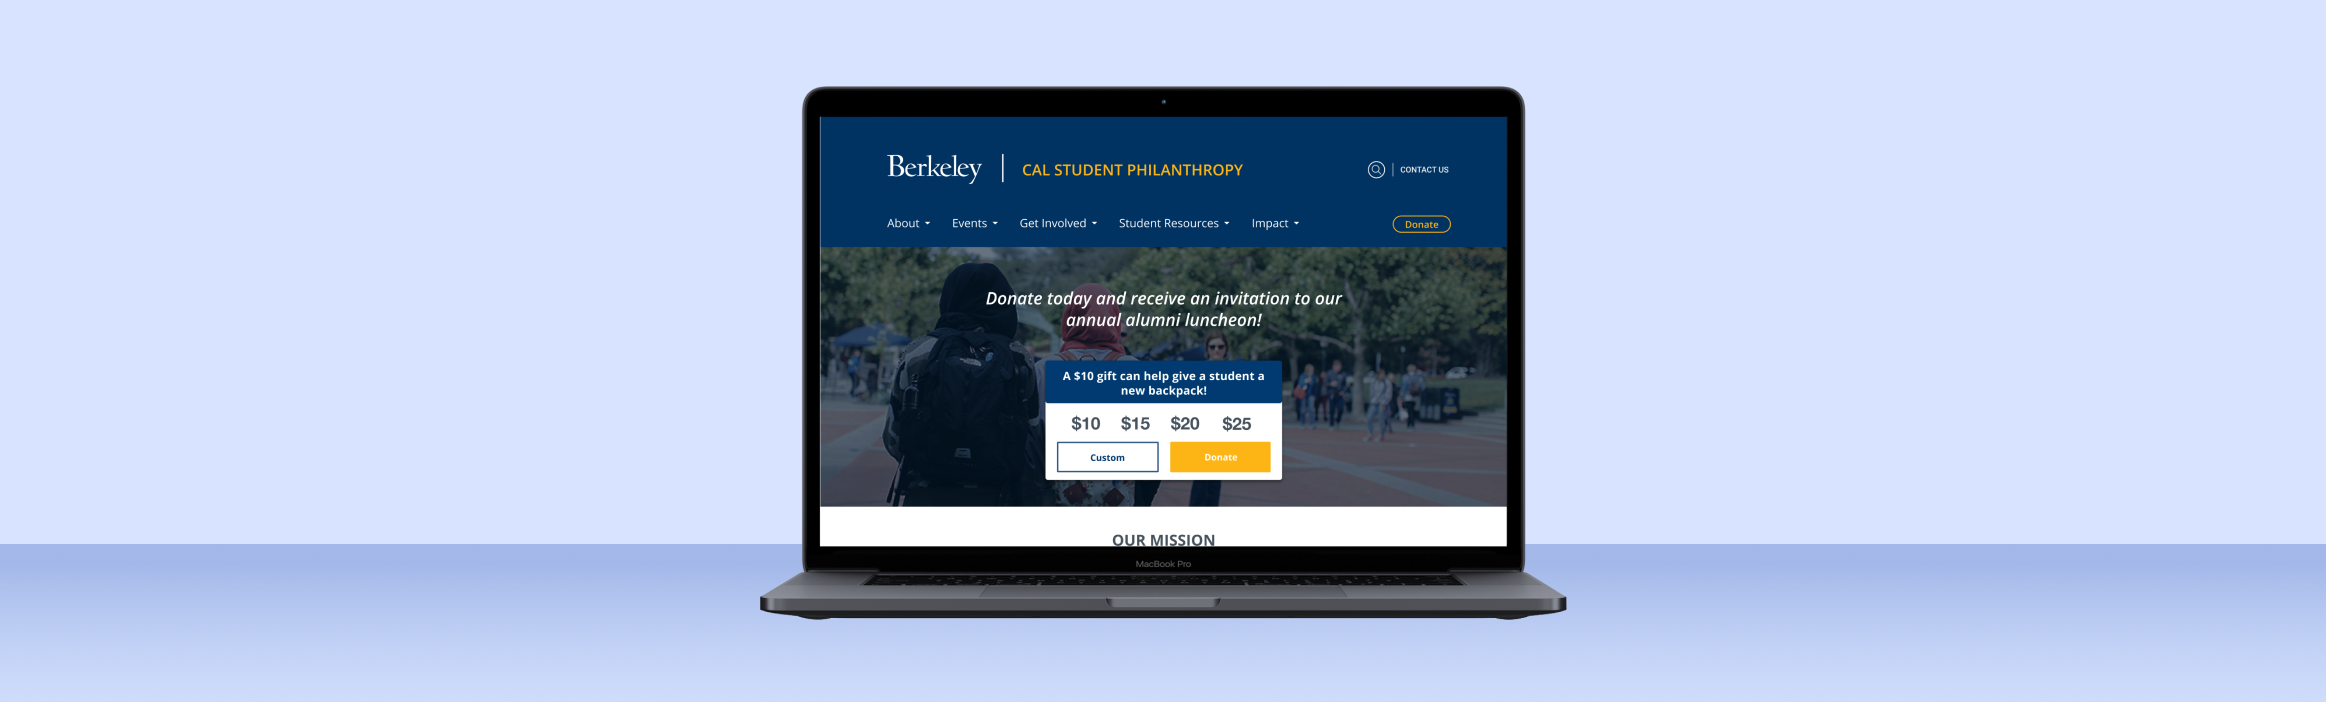 Berkeley
CAL STUDENT PHILANTHROPY
CONTACT US
About
Events
Get Involved
Student Resources
Impact
Donate
Donate today and receive an invitation to our
annual alumni luncheon!
A $10 gift can help give a student a
new backpack!
$10 $15 $20 $25
Custom
Donate
OUR MISSION
MacBook Pro